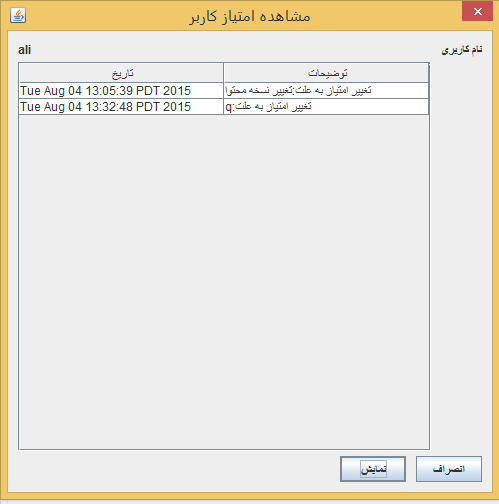 مشاهده امتیاز کاربر
نام کاربری ali
توضیحات تاریخ
تغییر امتیاز به علت:تغییر نسخه محتوا Tue Aug 04 13:05:39 PDT 2015
تغییر امتیاز به علت:q Tue Aug 04 13:32:48 PDT 2015
انصراف نمایش